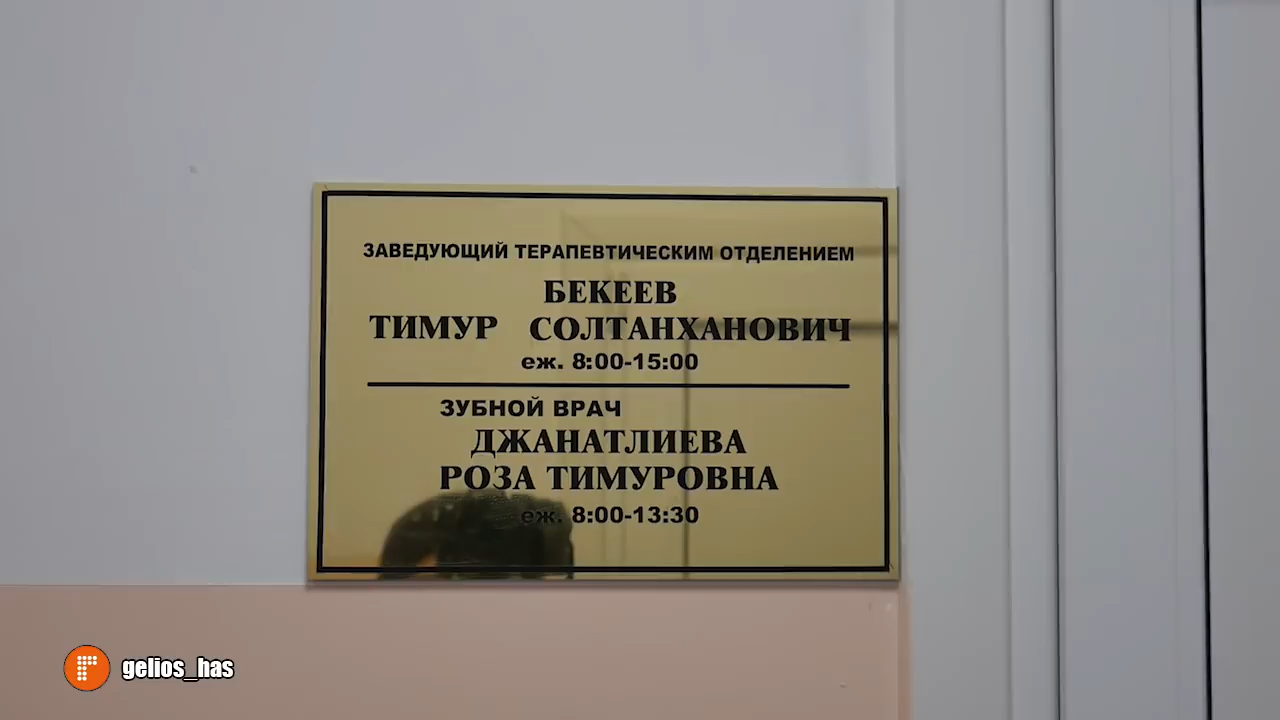 ЗАВЕДУЮЩИЙ ТЕРАПЕВТИЧЕСКИМ ОТДЕЛЕНИЕМ
БЕКЕЕВ
ТИМУР СОЛТАНХАНОВИЧ
еж. 8:00-15:00
ЗУБНОЙ ВРАЧ
ДЖАНАТЛИЕВА
РОЗА ТИМУРОВНА
еж. 8:00-13:30
gelios_has